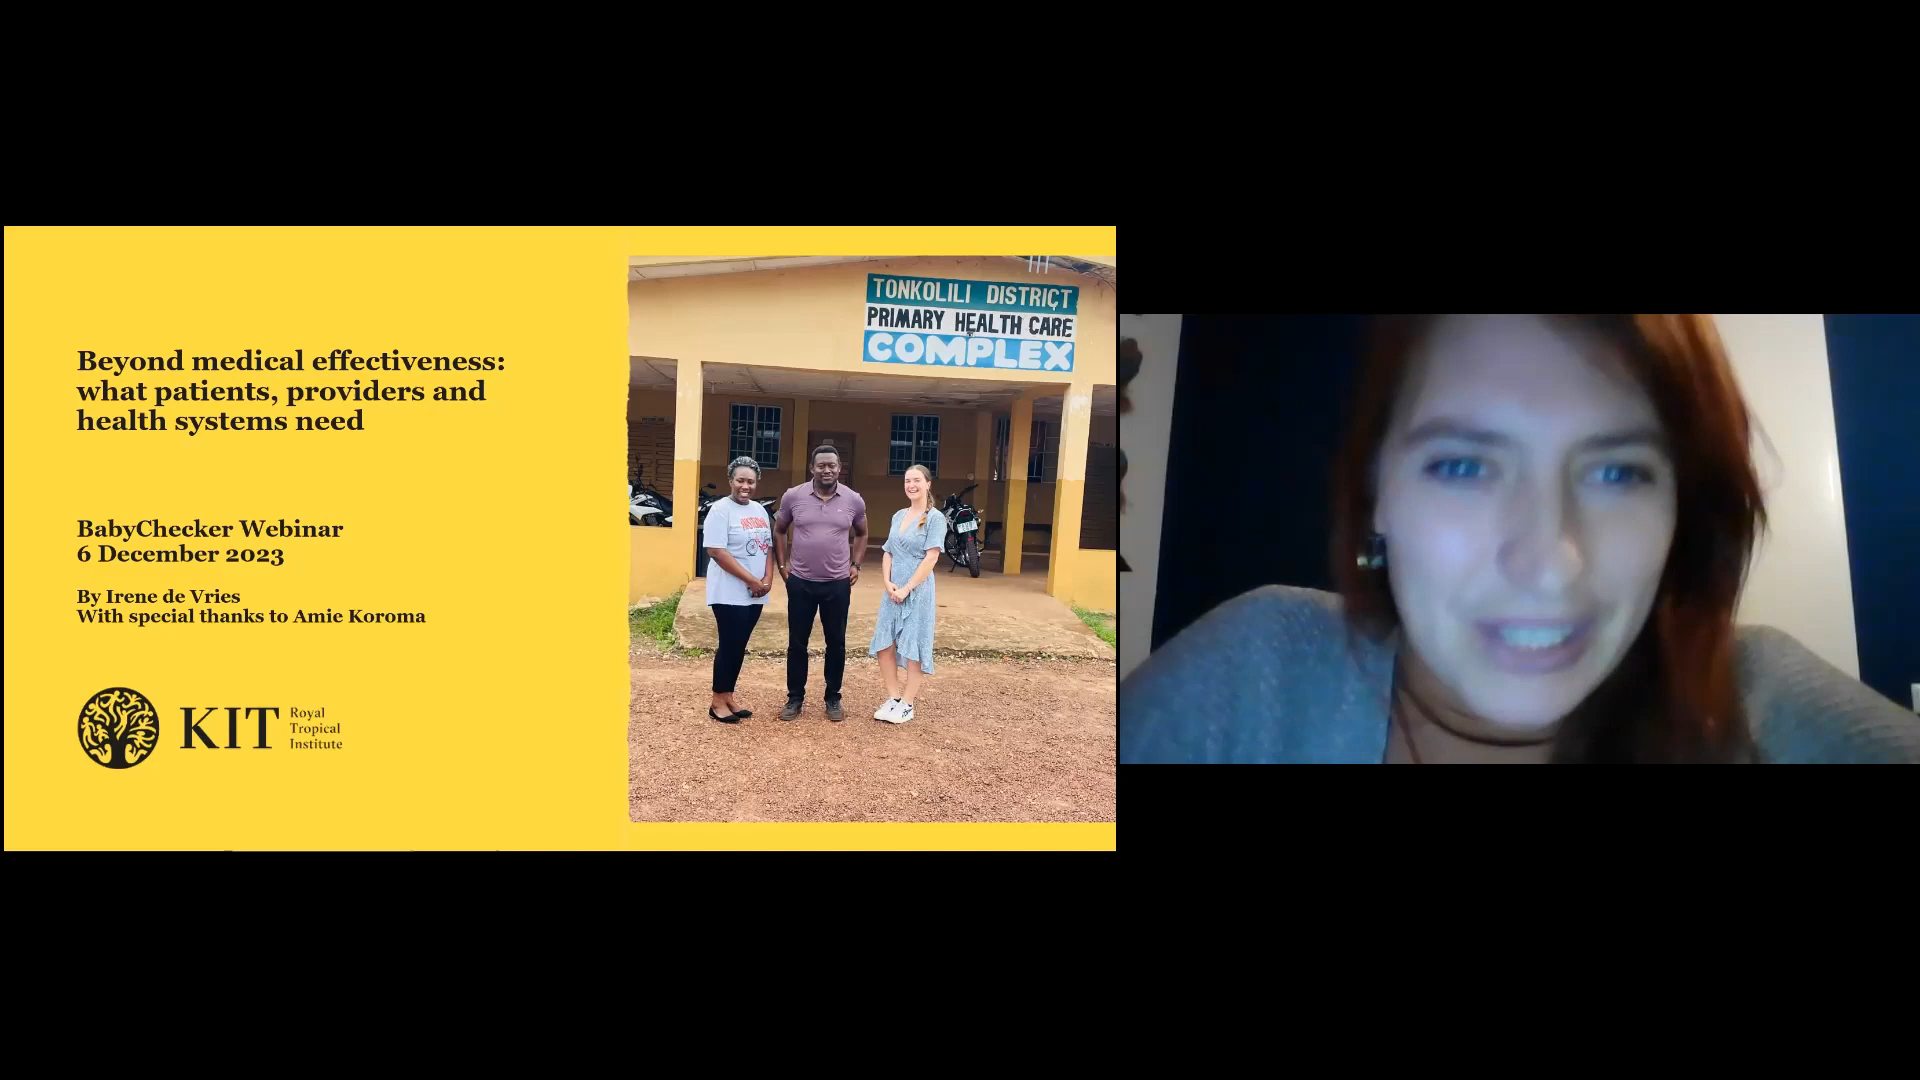 Beyond medical effectiveness:
what patients, providers and
health systems need
BabyChecker Webinar
6 December 2023
By Irene de Vries
With special thanks to Amie Koroma
KIT
Royal
Tropical
Institute
TONKOLILI DISTRICT
PRIMARY HEALTH CARE
COMPLEX